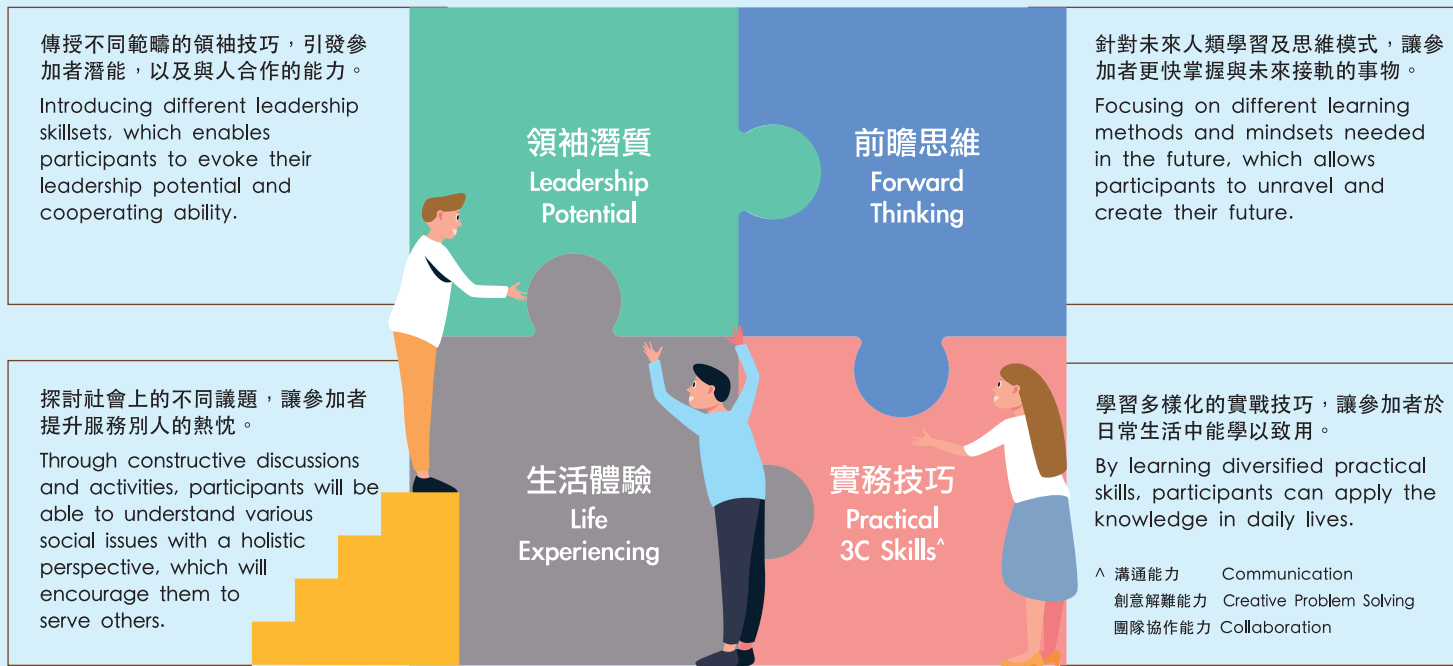 傳授不同範疇的領袖技巧，引發參
加者潛能，以及與人合作的能力。
Introducing different leadership
skillsets, which enables
participants to evoke their
leadership potential and
cooperating ability.
領袖潛質
Leadership
Potential
前瞻思維
Forward
Thinking
針對未來人類學習及思維模式，讓參
加者更快掌握與未來接軌的事物。
Focusing on different learning
methods and mindsets needed
in the future, which allows
participants to unravel and
create their future.
探討社會上的不同議題，讓參加者
提升服務別人的熱忱。
Through constructive discussions
and activities, participants will be
able to understand various
social issues with a holistic
perspective, which will
encourage them to
serve others.
生活體驗
Life
Experiencing
實務技巧
Practical
3C Skills^
學習多樣化的實戰技巧，讓參加者於
日常生活中能學以致用。
By learning diversified practical
skills, participants can apply the
knowledge in daily lives.
^ 溝通能力 Communication
創意解難能力 Creative Problem Solving
團隊協作能力 Collaboration